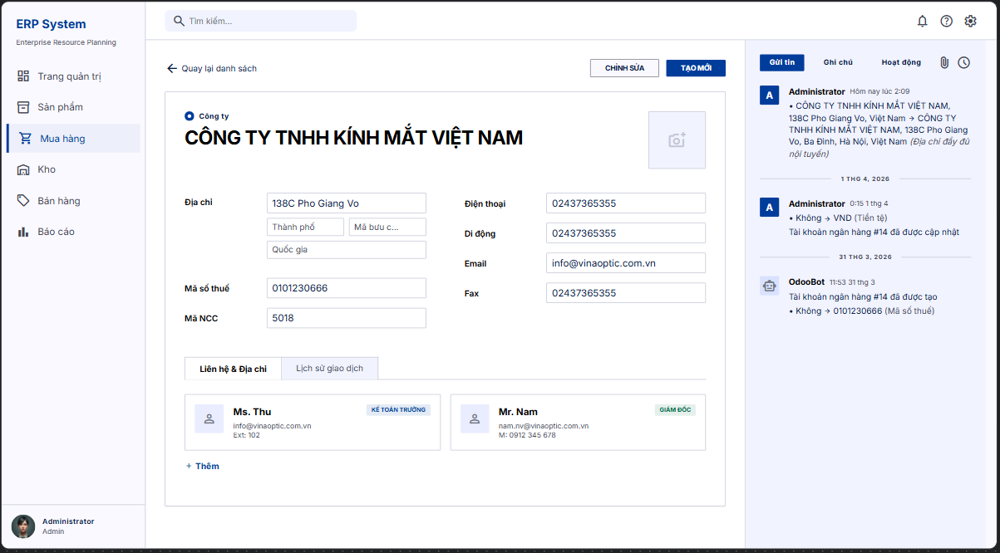 ERP System
Enterprise Resource Planning
Trang quản trị
Sản phẩm
Mua hàng
Kho
Bán hàng
Báo cáo
Administrator
Admin
Tìm kiếm...
Quay lại danh sách
CHỈNH SỬA
TẠO MỚI
Công ty
CÔNG TY TNHH KÍNH MẮT VIỆT NAM
Địa chỉ
138C Pho Giang Vo
Thành phố
Mã bưu c...
Quốc gia
Mã số thuế
0101230666
Mã NCC
5018
Điện thoại
02437365355
Di động
02437365355
Email
info@vinaoptic.com.vn
Fax
02437365355
Liên hệ & Địa chỉ
Lịch sử giao dịch
Ms. Thu
KẾ TOÁN TRƯỞNG
info@vinaoptic.com.vn
Ext: 102
Mr. Nam
GIÁM ĐỐC
nam.nv@vinaoptic.com.vn
M: 0912 345 678
+ Thêm
Gửi tin
Ghi chú
Hoạt động
A
Administrator Hôm nay lúc 2:09
• CÔNG TY TNHH KÍNH MẮT VIỆT NAM,
138C Pho Giang Vo, Việt Nam → CÔNG TY
TNHH KÍNH MẮT VIỆT NAM, 138C Pho Giang
Vo, Ba Đình, Hà Nội, Việt Nam (Địa chỉ đầy đủ
nội tuyến)
1 THG 4, 2026
A
Administrator 0:15 1 thg 4
• Không → VND (Tiền tệ)
Tài khoản ngân hàng #14 đã được cập nhật
31 THG 3, 2026
OdooBot 11:53 31 thg 3
Tài khoản ngân hàng #14 đã được tạo
• Không → 0101230666 (Mã số thuế)